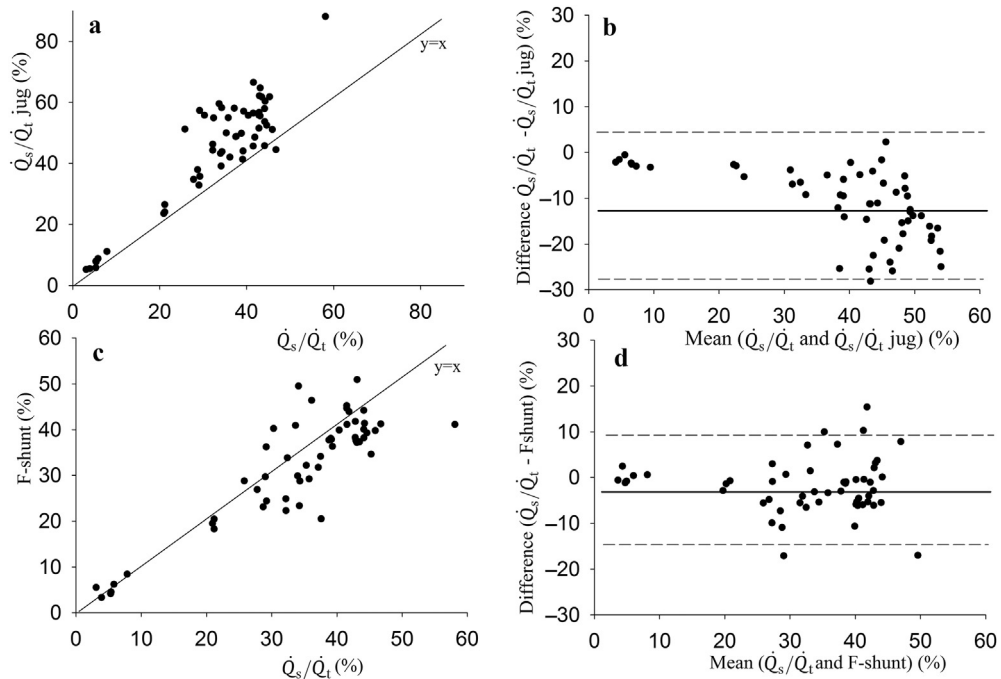 a
Q̇s/Q̇t jug (%)
80
60
40
20
0
y=x
0 20 40 60 80
Q̇s/Q̇t (%)
b
Difference Q̇s/Q̇t -Q̇s/Q̇t jug) (%)
30
20
10
0
–10
–20
–30
0 10 20 30 40 50 60
Mean (Q̇s/Q̇t and Q̇s/Q̇t jug) (%)
c
F-shunt (%)
60
50
40
30
20
10
0
y=x
0 10 20 30 40 50 60
Q̇s/Q̇t (%)
d
Difference (Q̇s/Q̇t - Fshunt) (%)
30
20
10
0
–10
–20
–30
0 10 20 30 40 50 60
Mean (Q̇s/Q̇t and F-shunt) (%)